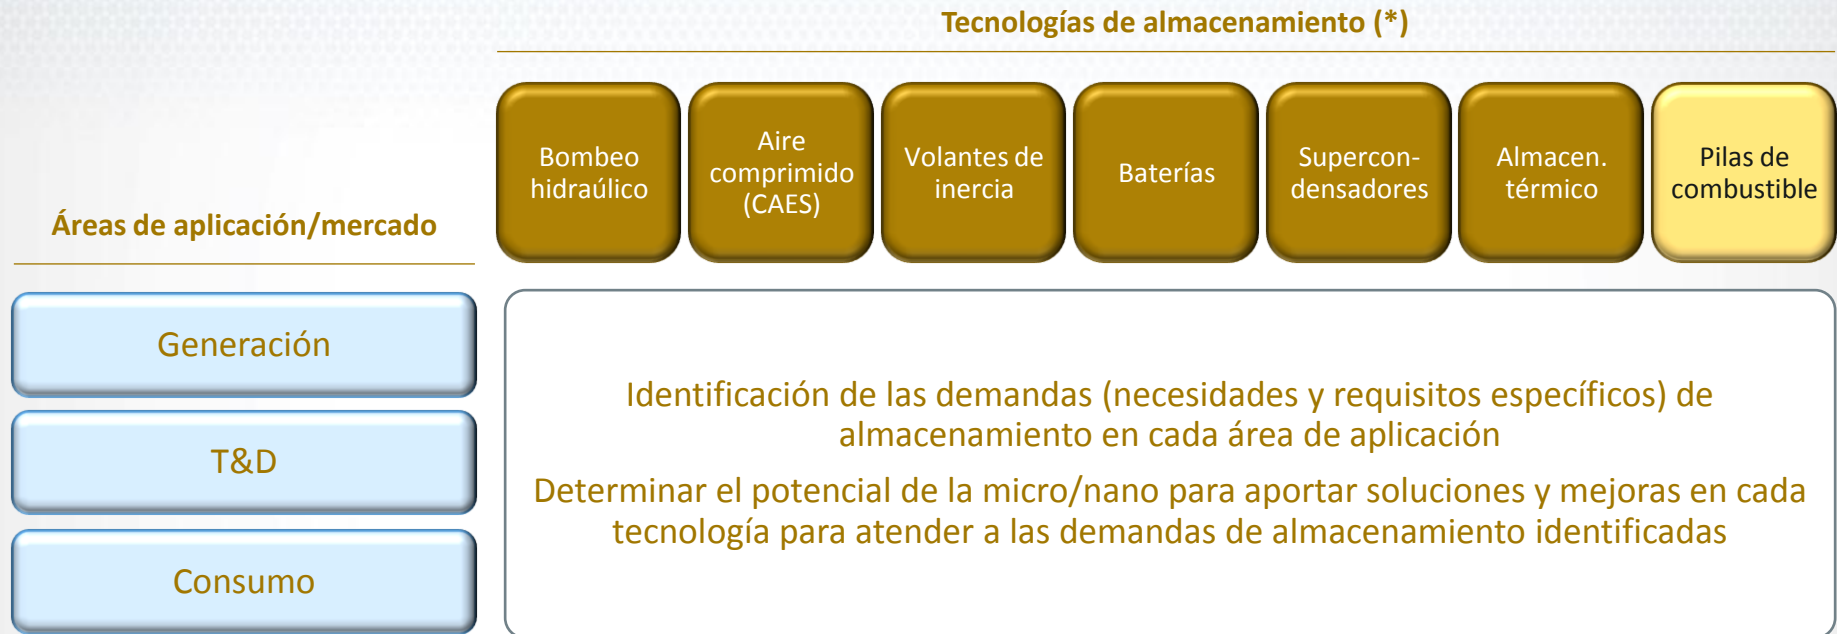 Tecnologías de almacenamiento (*)
Bombeo
hidraúlico
Aire
comprimido
(CAES)
Volantes de
inercia
Baterías
Supercon-
densadores
Almacen.
térmico
Pilas de
combustible
Áreas de aplicación/mercado
Generación
T&D
Consumo
Identificación de las demandas (necesidades y requisitos específicos) de
almacenamiento en cada área de aplicación
Determinar el potencial de la micro/nano para aportar soluciones y mejoras en cada
tecnología para atender a las demandas de almacenamiento identificadas